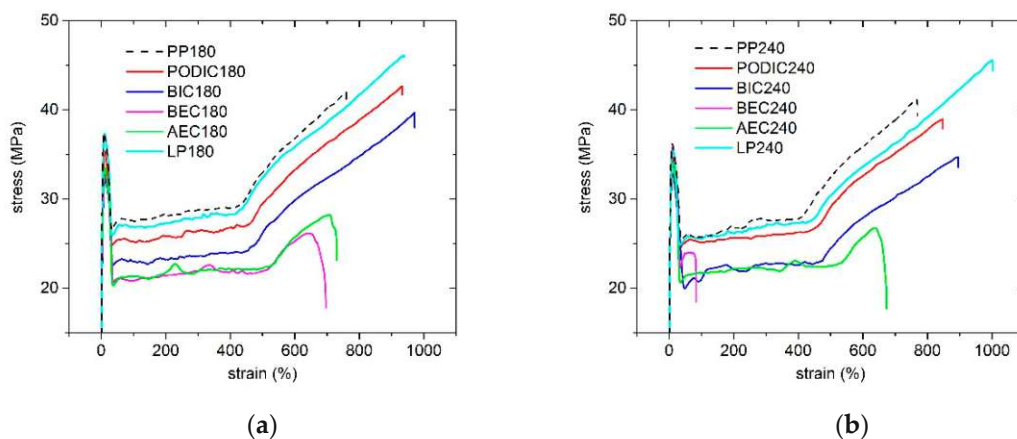 50
40
30
20
stress (MPa)
PP180
PODIC180
BIC180
BEC180
AEC180
LP180
0 200 400 600 800 1000
strain (%)
(a)
50
40
30
20
stress (MPa)
PP240
PODIC240
BIC240
BEC240
AEC240
LP240
0 200 400 600 800 1000
strain (%)
(b)